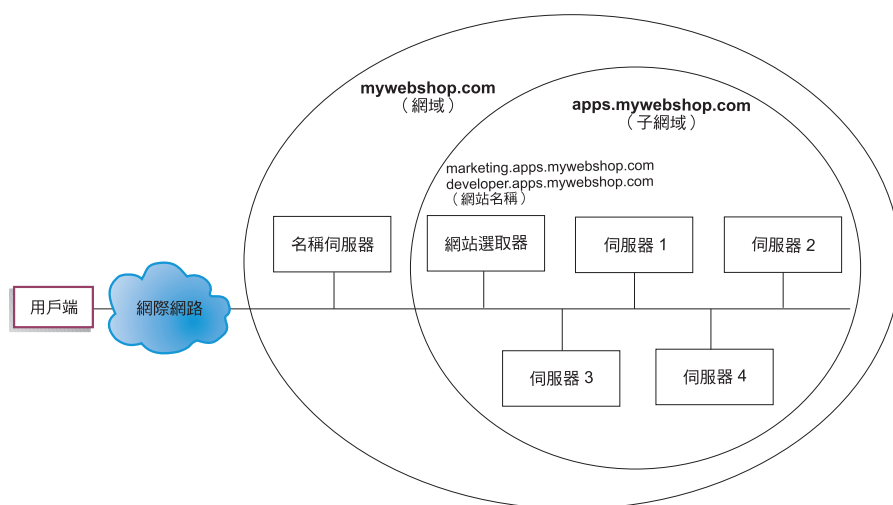 mywebshop.com
（網域）
apps.mywebshop.com
（子網域）
marketing.apps.mywebshop.com
developer.apps.mywebshop.com
（網站名稱）
名稱伺服器
網站選取器
伺服器 1
伺服器 2
用戶端
網際網路
伺服器 3
伺服器 4